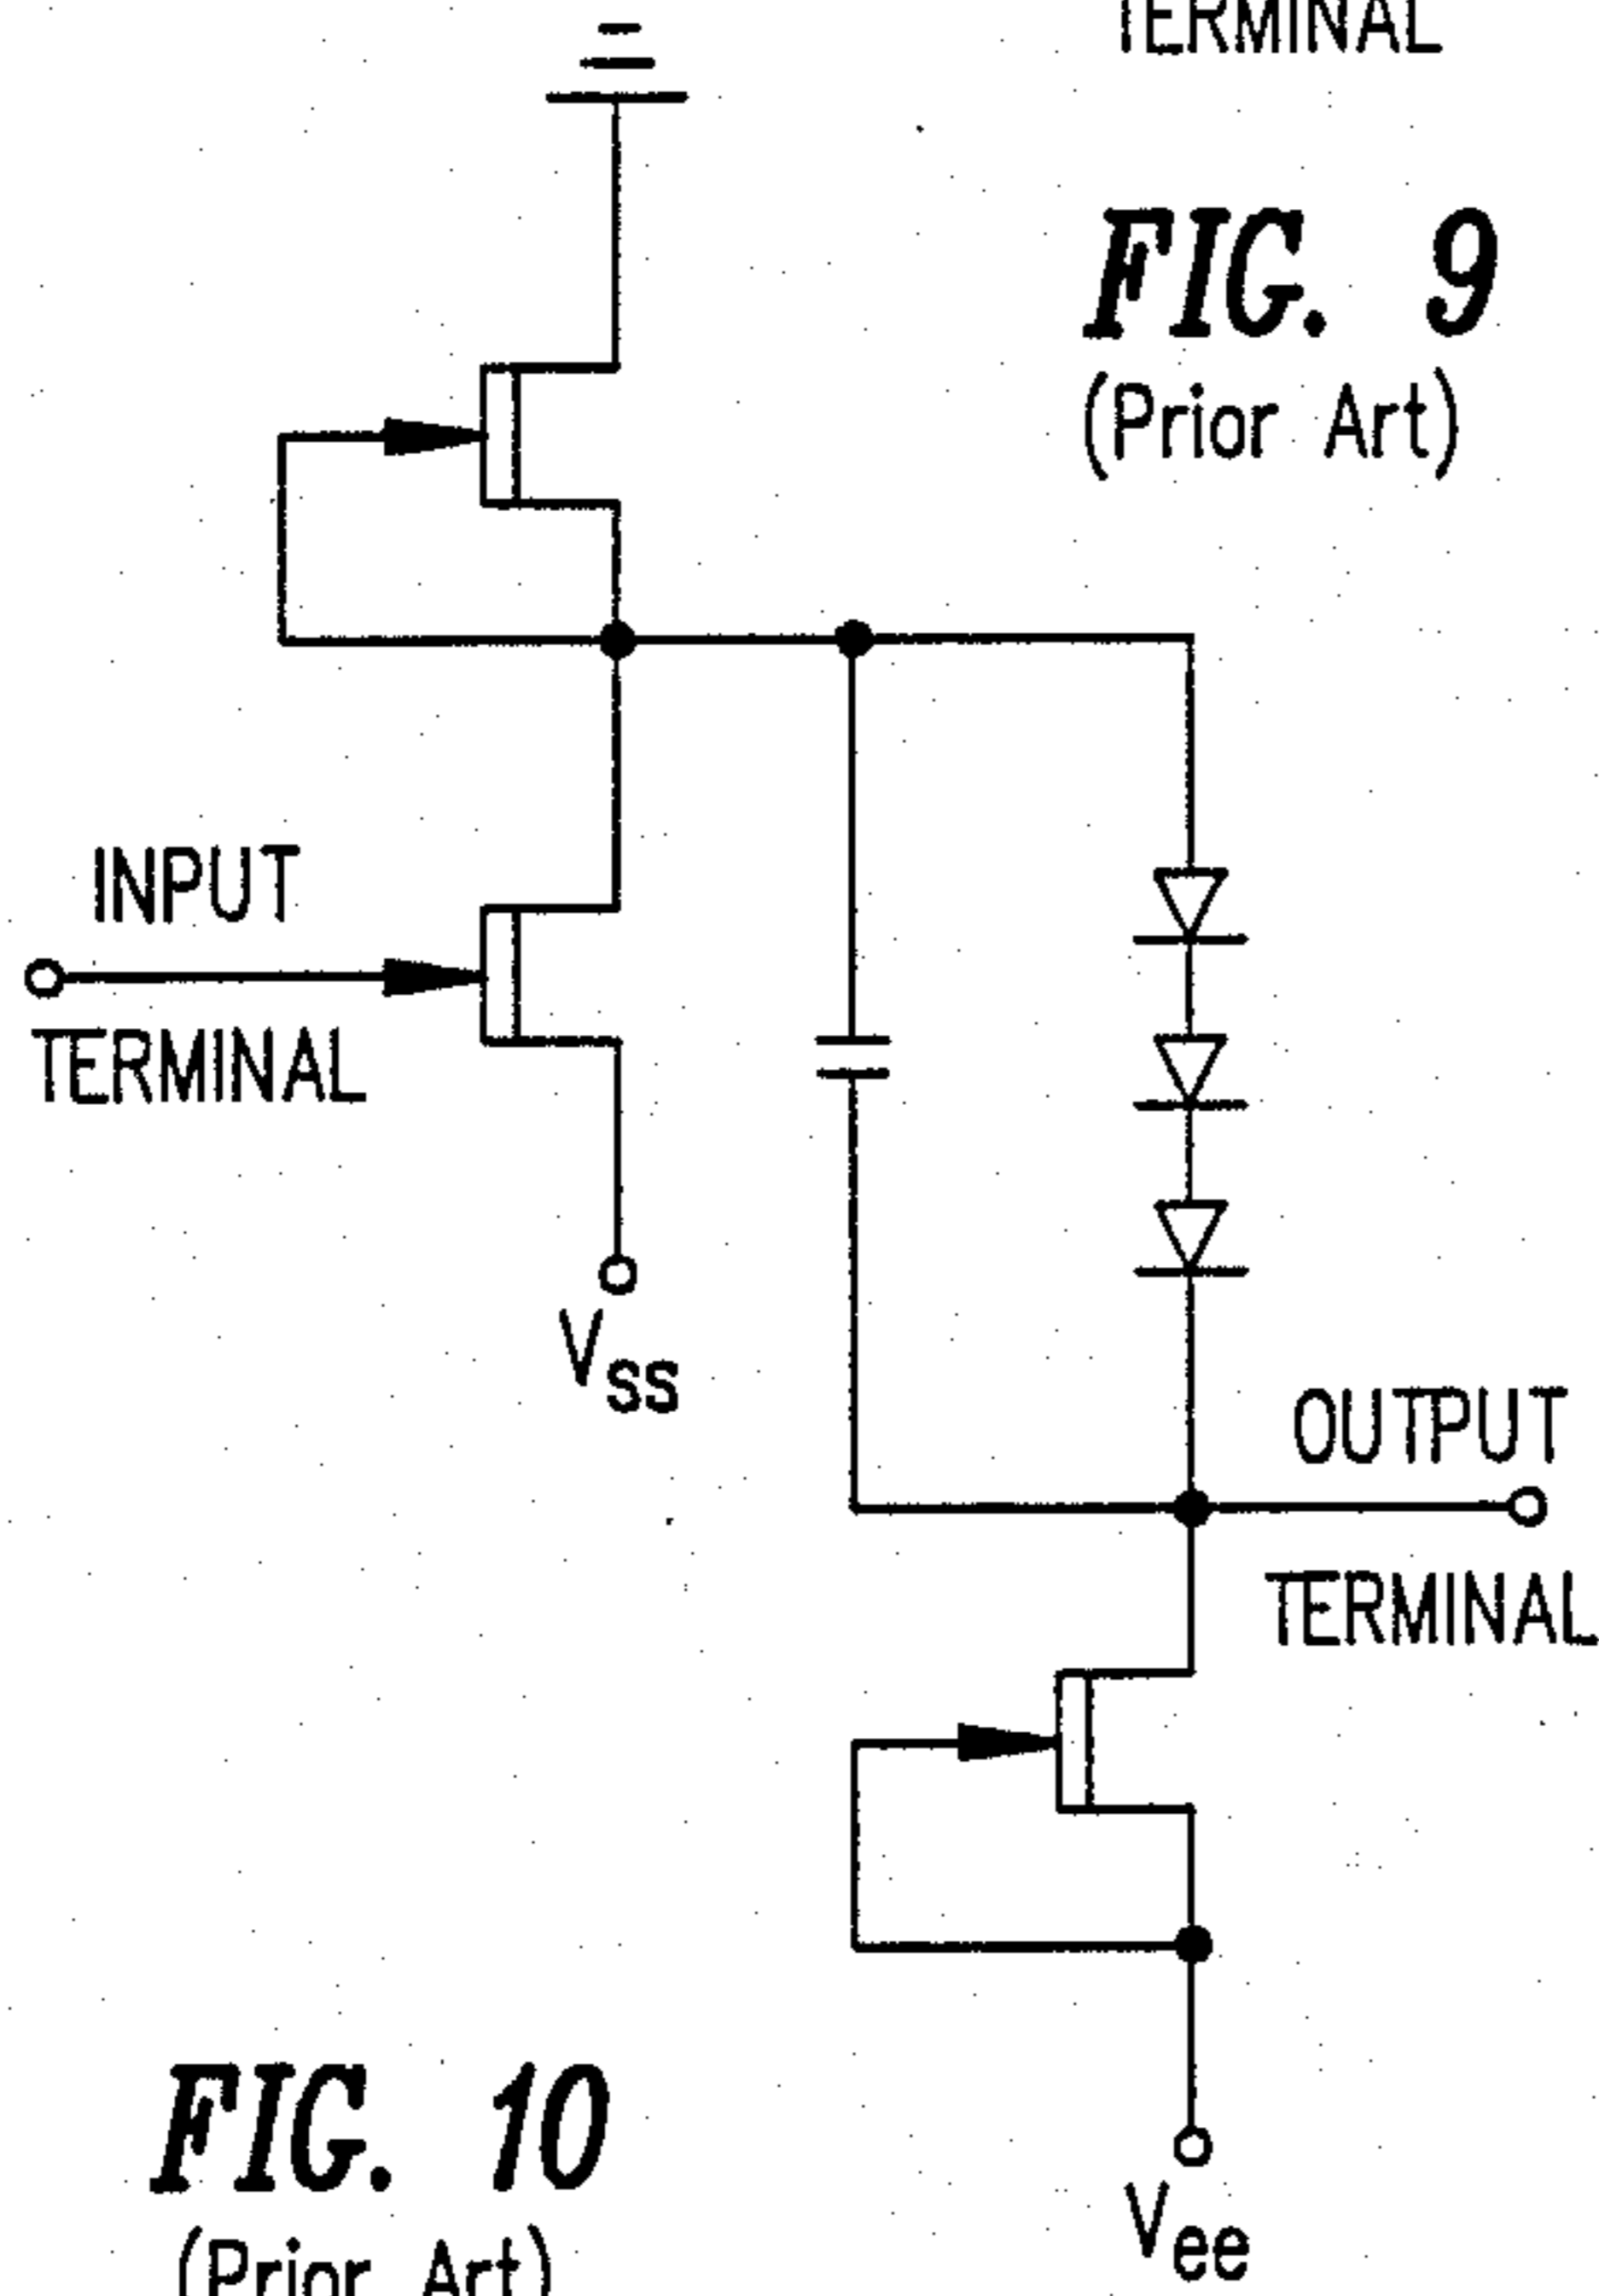 TERMINAL
FIG. 9
(Prior Art)
INPUT
TERMINAL
Vss
OUTPUT
TERMINAL
Vee
FIG. 10
(Prior Art)